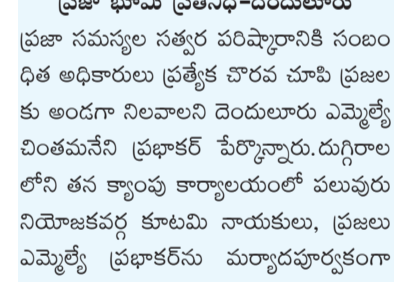 ప్రజా భూమి ప్రతినిధి–దెందులూరు
ప్రజా సమస్యల సత్వర పరిష్కారానికి సంబం
ధిత అధికారులు ప్రత్యేక చొరవ చూపి ప్రజల
కు అండగా నిలవాలని దెందులూరు ఎమ్మెల్యే
చింతమనేని ప్రభాకర్ పేర్కొన్నారు.దుగ్గిరాల
లోని తన క్యాంపు కార్యాలయంలో పలువురు
నియోజకవర్గ కూటమి నాయకులు, ప్రజలు
ఎమ్మెల్యే ప్రభాకర్‌ను మర్యాదపూర్వకంగా